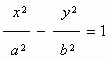 x²/a² − y²/b² = 1